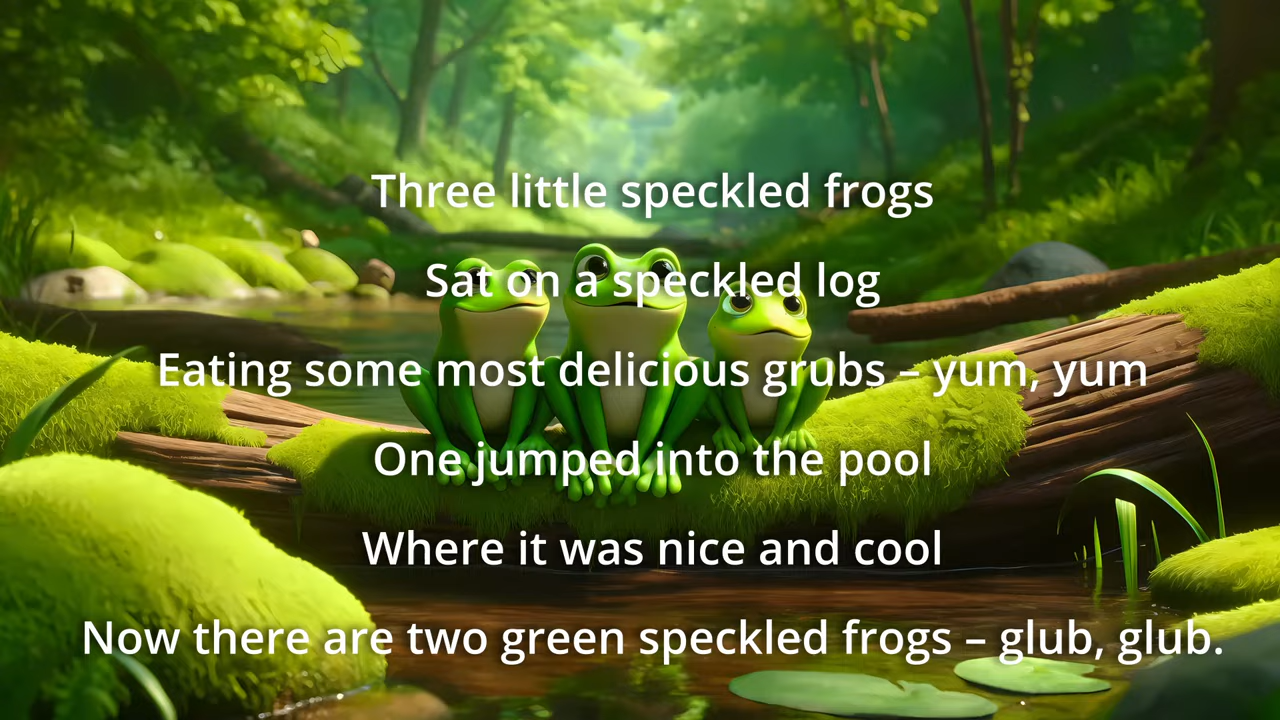 Three little speckled frogs
Sat on a speckled log
Eating some most delicious grubs – yum, yum
One jumped into the pool
Where it was nice and cool
Now there are two green speckled frogs – glub, glub.